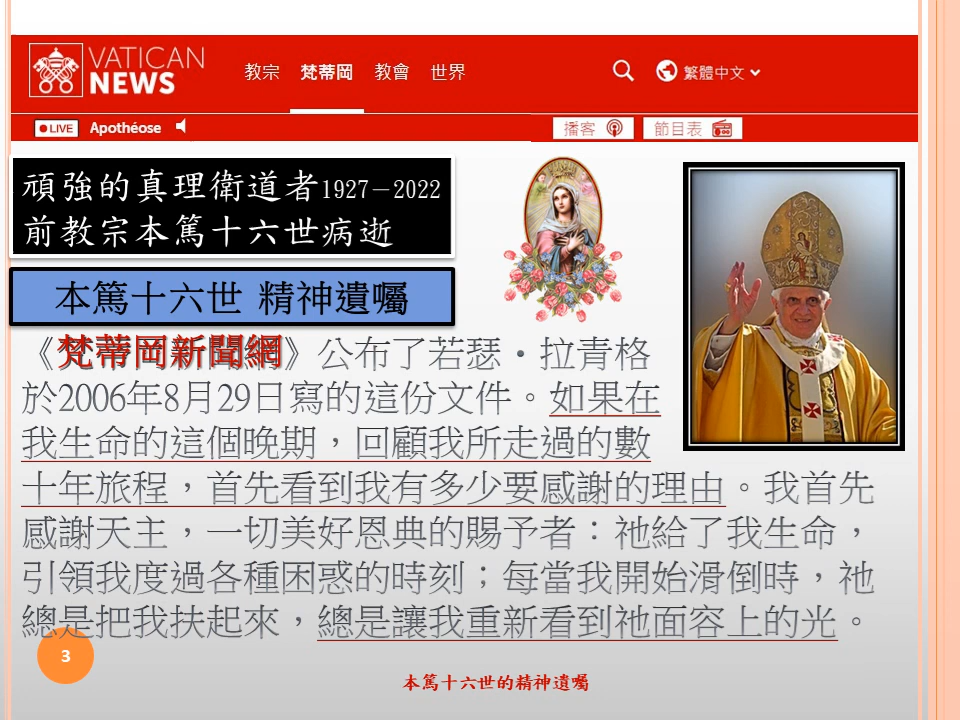 VATICAN
NEWS
教宗 梵蒂岡 教會 世界
繁體中文
LIVE Apothéose
播客 節目表
頑強的真理衛道者1927－2022
前教宗本篤十六世病逝
本篤十六世 精神遺囑
《梵蒂岡新聞網》公布了若瑟‧拉青格
於2006年8月29日寫的這份文件。如果在
我生命的這個晚期，回顧我所走過的數
十年旅程，首先看到我有多少要感謝的理由。我首先
感謝天主，一切美好恩典的賜予者：祂給了我生命，
引領我度過各種困惑的時刻；每當我開始滑倒時，祂
總是把我扶起來，總是讓我重新看到祂面容上的光。
3
本篤十六世的精神遺囑